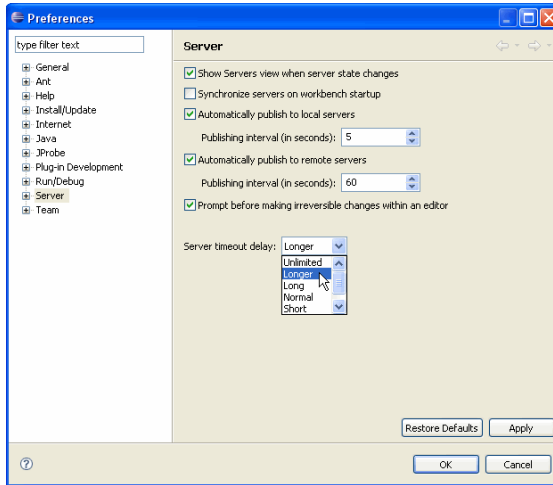 Preferences
type filter text
General
Ant
Help
Install/Update
Internet
Java
JProbe
Plug-in Development
Run/Debug
Server
Team
Server
Show Servers view when server state changes
Synchronize servers on workbench startup
Automatically publish to local servers
Publishing interval (in seconds): 5
Automatically publish to remote servers
Publishing interval (in seconds): 60
Prompt before making irreversible changes within an editor
Server timeout delay: Longer
Unlimited
Longer
Long
Normal
Short
Restore Defaults Apply
OK Cancel